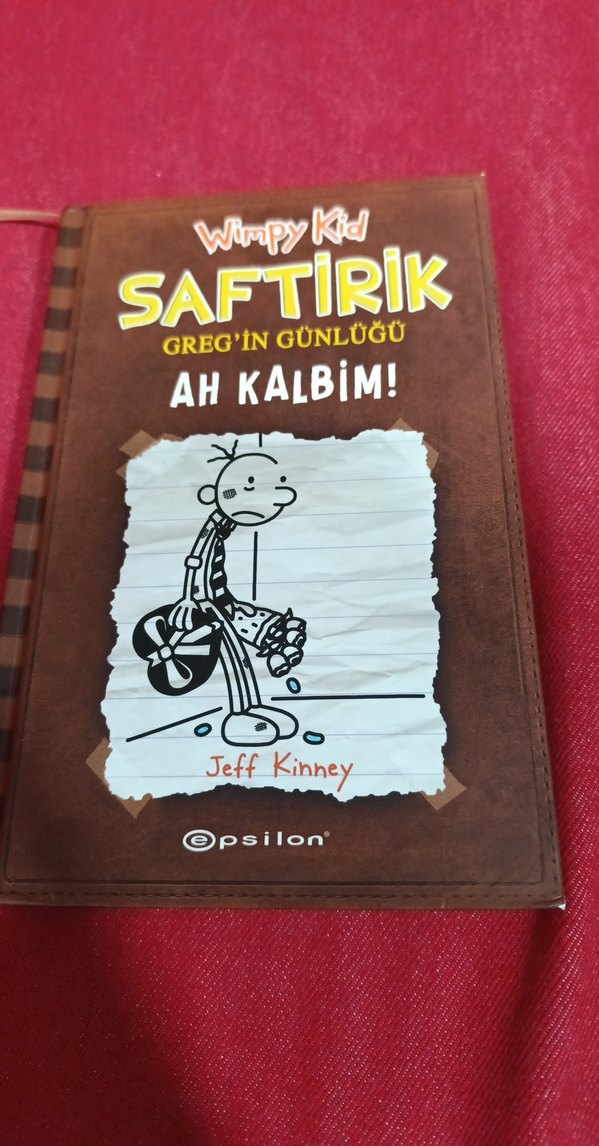 Wimpy Kid
SAFTİRİK
GREG'İN GÜNLÜĞÜ
AH KALBİM!
Jeff Kinney
epsilon®